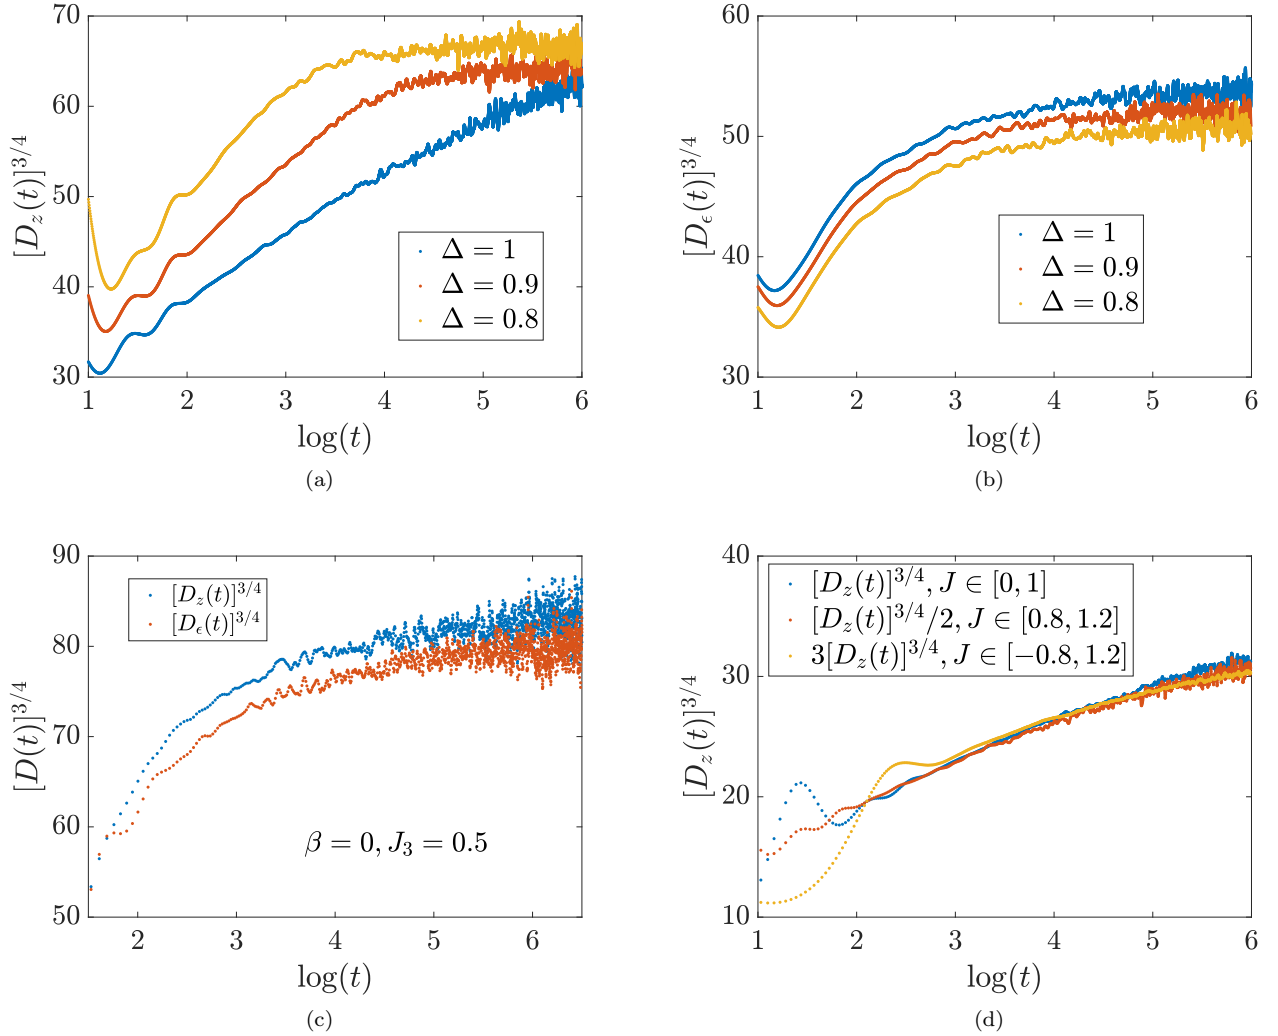 70
60
50
40
30
[D_z(t)]^{3/4}
Δ = 1
Δ = 0.9
Δ = 0.8
1 2 3 4 5 6
log(t)
(a)
60
50
40
30
[D_ϵ(t)]^{3/4}
Δ = 1
Δ = 0.9
Δ = 0.8
1 2 3 4 5 6
log(t)
(b)
90
80
70
60
50
[D(t)]^{3/4}
[D_z(t)]^{3/4}
[D_ϵ(t)]^{3/4}
β = 0, J_3 = 0.5
2 3 4 5 6
log(t)
(c)
40
30
20
10
[D_z(t)]^{3/4}
[D_z(t)]^{3/4}, J ∈ [0, 1]
[D_z(t)]^{3/4}/2, J ∈ [0.8, 1.2]
3[D_z(t)]^{3/4}, J ∈ [−0.8, 1.2]
1 2 3 4 5 6
log(t)
(d)